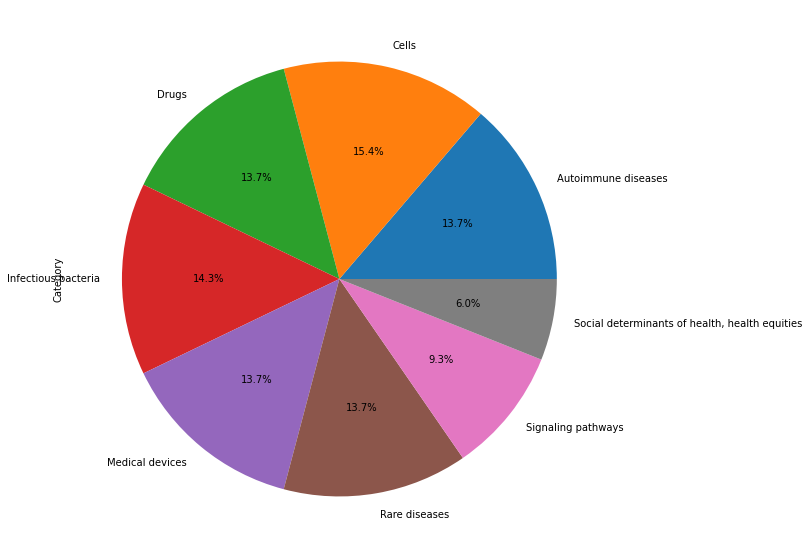 Cells
Drugs
15.4%
13.7%
Autoimmune diseases
13.7%
Infectious bacteria
Category
14.3%
6.0%
Social determinants of health, health equities
9.3%
13.7%
13.7%
Signaling pathways
Medical devices
Rare diseases